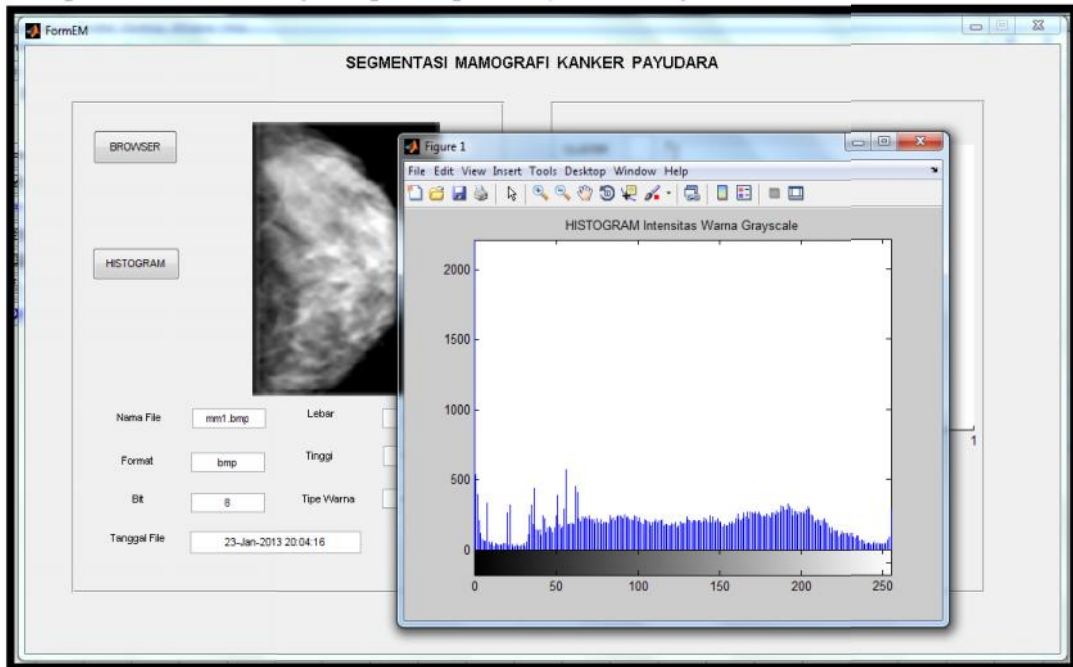 FormEM
SEGMENTASI MAMOGRAFI KANKER PAYUDARA
BROWSER
HISTOGRAM
Nama File
mm1.bmp
Lebar
Format
bmp
Tinggi
Bit
8
Tipe Warna
Tanggal File
23-Jan-2013 20:04:16
Figure 1
File Edit View Insert Tools Desktop Window Help
HISTOGRAM Intensitas Warna Grayscale
2000
1500
1000
500
0
0 50 100 150 200 250
1